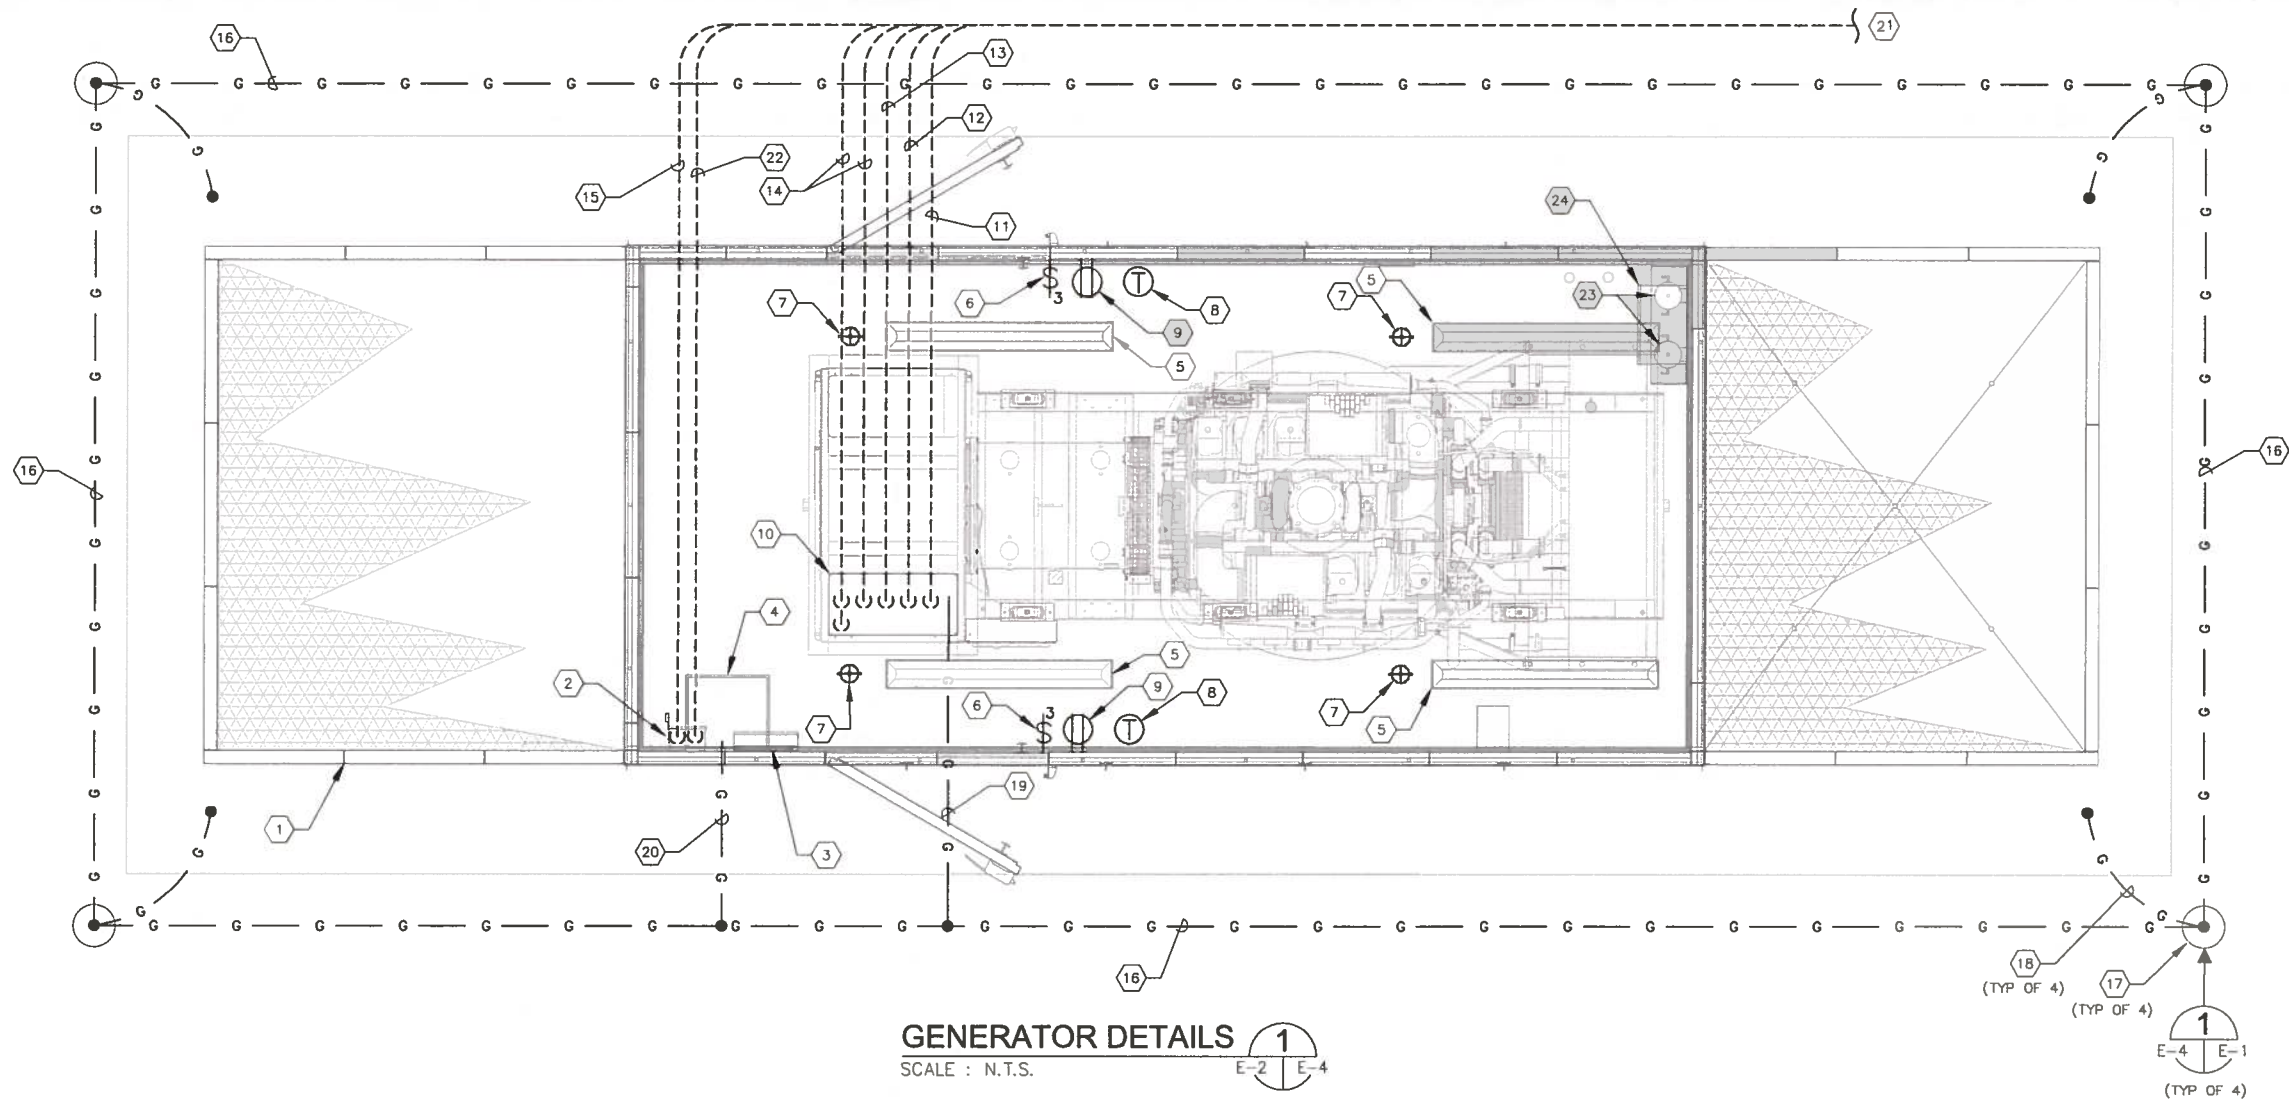 21
16
13
G G G G G G G G G G G G G G G G G G G G G G G G G
G G
G G
12
22
15
14
G G
24
11
G G
5
6 S 3 T
7 9 8 7 23
G G
5
G G
16 G G 16
10
G G
4
G G
5
2 G
9 8
6 3 7
7 S T 5
G
19
1 G G G
20 3 G
G G G G
G G
G G G G G G G G G G G G G G G G G G G G G G G G G
18
16 17
(TYP OF 4)
(TYP OF 4)
GENERATOR DETAILS 1
SCALE : N.T.S.
E-2 E-4
1
E-4 E-1
(TYP OF 4)